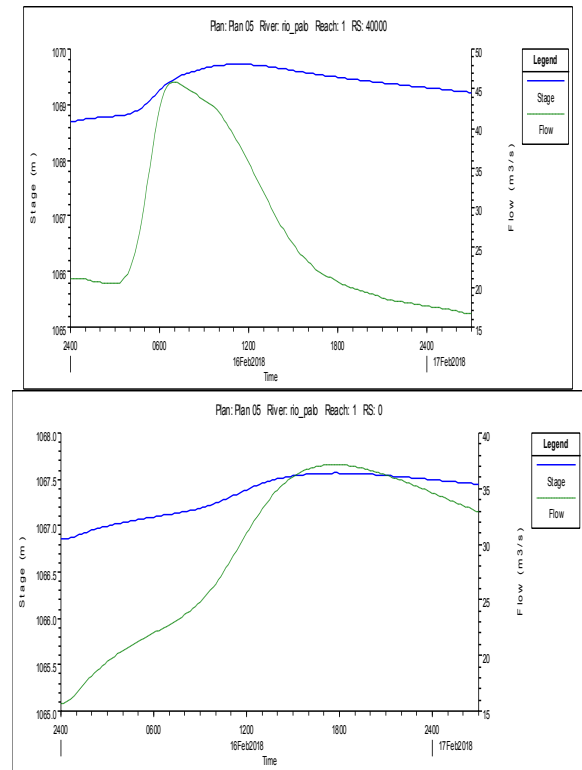 Plan: Plan 05 River: rio_pab Reach: 1 RS: 40000
1070
1069
1068
1067
1066
1065
Stage (m)
50
45
40
35
30
25
20
15
Flow (m3/s)
Legend
Stage
Flow
2400 0600 1200 1800 2400
16Feb2018 17Feb2018
Time
Plan: Plan 05 River: rio_pab Reach: 1 RS: 0
1068.0
1067.5
1067.0
1066.5
1066.0
1065.5
1065.0
Stage (m)
40
35
30
25
20
15
Flow (m3/s)
Legend
Stage
Flow
2400 0600 1200 1800 2400
16Feb2018 17Feb2018
Time